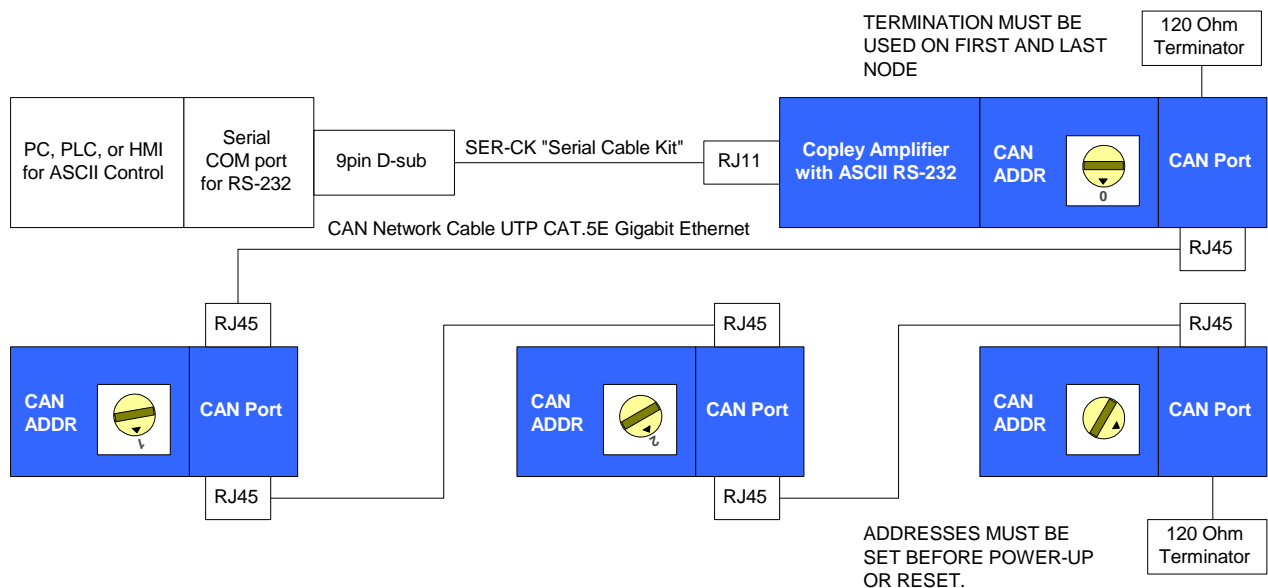 TERMINATION MUST BE
USED ON FIRST AND LAST
NODE
120 Ohm
Terminator
PC, PLC, or HMI
for ASCII Control
Serial
COM port
for RS-232
9pin D-sub
SER-CK "Serial Cable Kit"
RJ11
Copley Amplifier
with ASCII RS-232
CAN
ADDR
0
CAN Port
RJ45
CAN Network Cable UTP CAT.5E Gigabit Ethernet
RJ45
CAN
ADDR
1
CAN Port
RJ45
RJ45
CAN
ADDR
2
CAN Port
RJ45
RJ45
CAN
ADDR
CAN Port
120 Ohm
Terminator
ADDRESSES MUST BE
SET BEFORE POWER-UP
OR RESET.